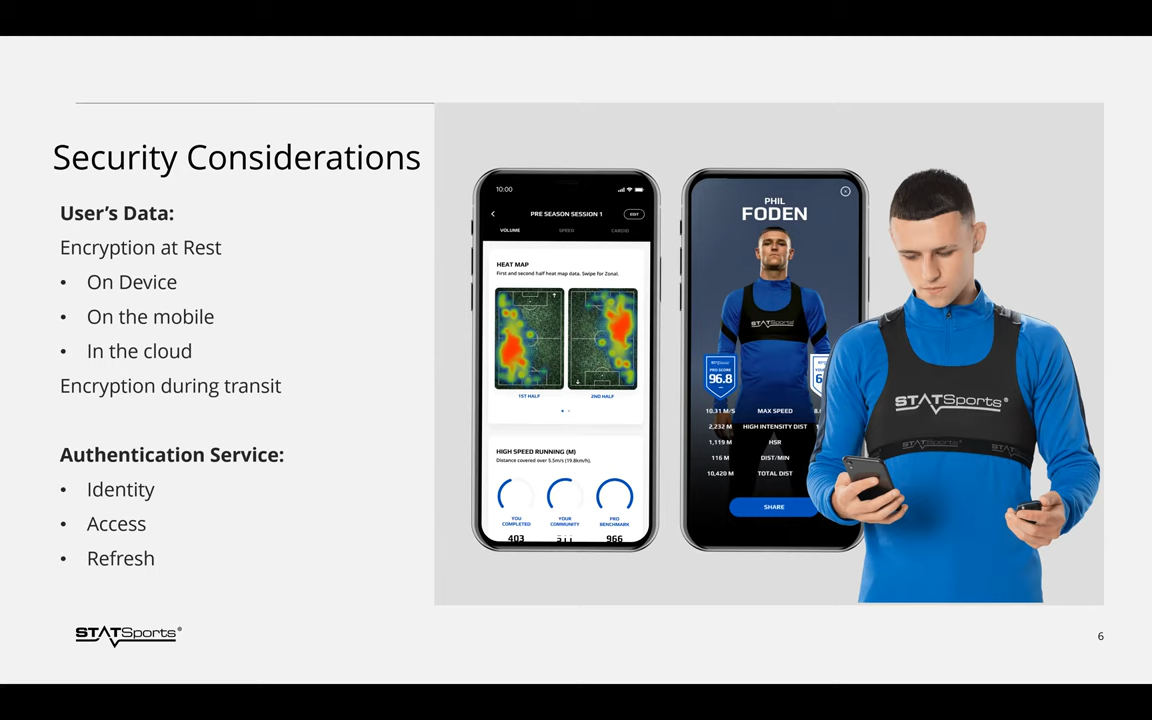 Security Considerations
User's Data:
Encryption at Rest
• On Device
• On the mobile
• In the cloud
Encryption during transit
Authentication Service:
• Identity
• Access
• Refresh
STATSports®
10:00
PRE SEASON SESSION 1
EDIT
VOLUME SPEED CARDIO
HEAT MAP
First and second half heat map data. Swipe for Zonal.
1ST HALF 2ND HALF
HIGH SPEED RUNNING (M)
Distance covered over 5.5m/s (19.8km/h).
YOU COMPLETED
YOUR COMMUNITY
PRO BENCHMARK
403 511 966
PHIL
FODEN
STATSports
PRO SCORE
96.8
10.31 M/S MAX SPEED 8.
2,232 M HIGH INTENSITY DIST
1,119 M HSR
116 M DIST/MIN
10,420 M TOTAL DIST
SHARE
STATSports®
STATSports
6